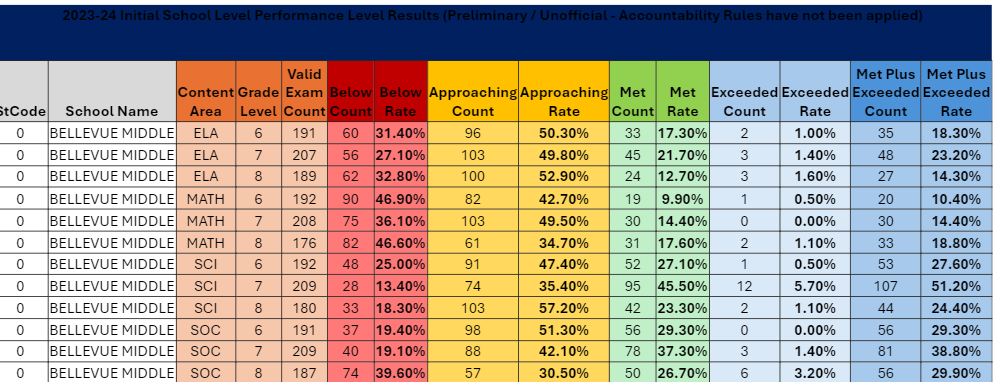 2023-24 Initial School Level Performance Level Results (Preliminary / Unofficial - Accountability Rules have not been applied)
StCode School Name Content Area Grade Level Valid Exam Count Below Count Below Rate Approaching Count Approaching Rate Met Count Met Rate Exceeded Count Exceeded Rate Met Plus Exceeded Count Met Plus Exceeded Rate
0 BELLEVUE MIDDLE ELA 6 191 60 31.40% 96 50.30% 33 17.30% 2 1.00% 35 18.30%
0 BELLEVUE MIDDLE ELA 7 207 56 27.10% 103 49.80% 45 21.70% 3 1.40% 48 23.20%
0 BELLEVUE MIDDLE ELA 8 189 62 32.80% 100 52.90% 24 12.70% 3 1.60% 27 14.30%
0 BELLEVUE MIDDLE MATH 6 192 90 46.90% 82 42.70% 19 9.90% 1 0.50% 20 10.40%
0 BELLEVUE MIDDLE MATH 7 208 75 36.10% 103 49.50% 30 14.40% 0 0.00% 30 14.40%
0 BELLEVUE MIDDLE MATH 8 176 82 46.60% 61 34.70% 31 17.60% 2 1.10% 33 18.80%
0 BELLEVUE MIDDLE SCI 6 192 48 25.00% 91 47.40% 52 27.10% 1 0.50% 53 27.60%
0 BELLEVUE MIDDLE SCI 7 209 28 13.40% 74 35.40% 95 45.50% 12 5.70% 107 51.20%
0 BELLEVUE MIDDLE SCI 8 180 33 18.30% 103 57.20% 42 23.30% 2 1.10% 44 24.40%
0 BELLEVUE MIDDLE SOC 6 191 37 19.40% 98 51.30% 56 29.30% 0 0.00% 56 29.30%
0 BELLEVUE MIDDLE SOC 7 209 40 19.10% 88 42.10% 78 37.30% 3 1.40% 81 38.80%
0 BELLEVUE MIDDLE SOC 8 187 74 39.60% 57 30.50% 50 26.70% 6 3.20% 56 29.90%